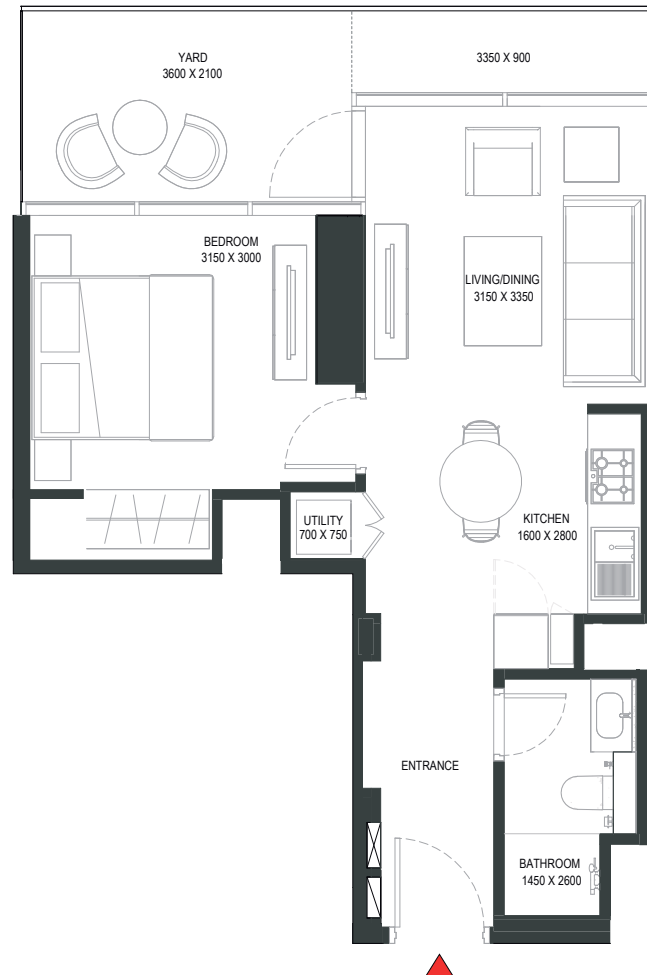 YARD
3600 X 2100
3350 X 900
BEDROOM
3150 X 3000
LIVING/DINING
3150 X 3350
UTILITY
700 X 750
KITCHEN
1600 X 2800
ENTRANCE
BATHROOM
1450 X 2600